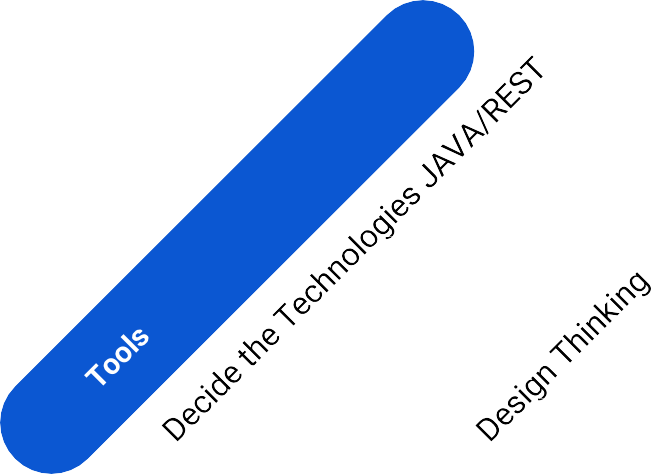 Tools
Decide the Technologies JAVA/REST
Design Thinking